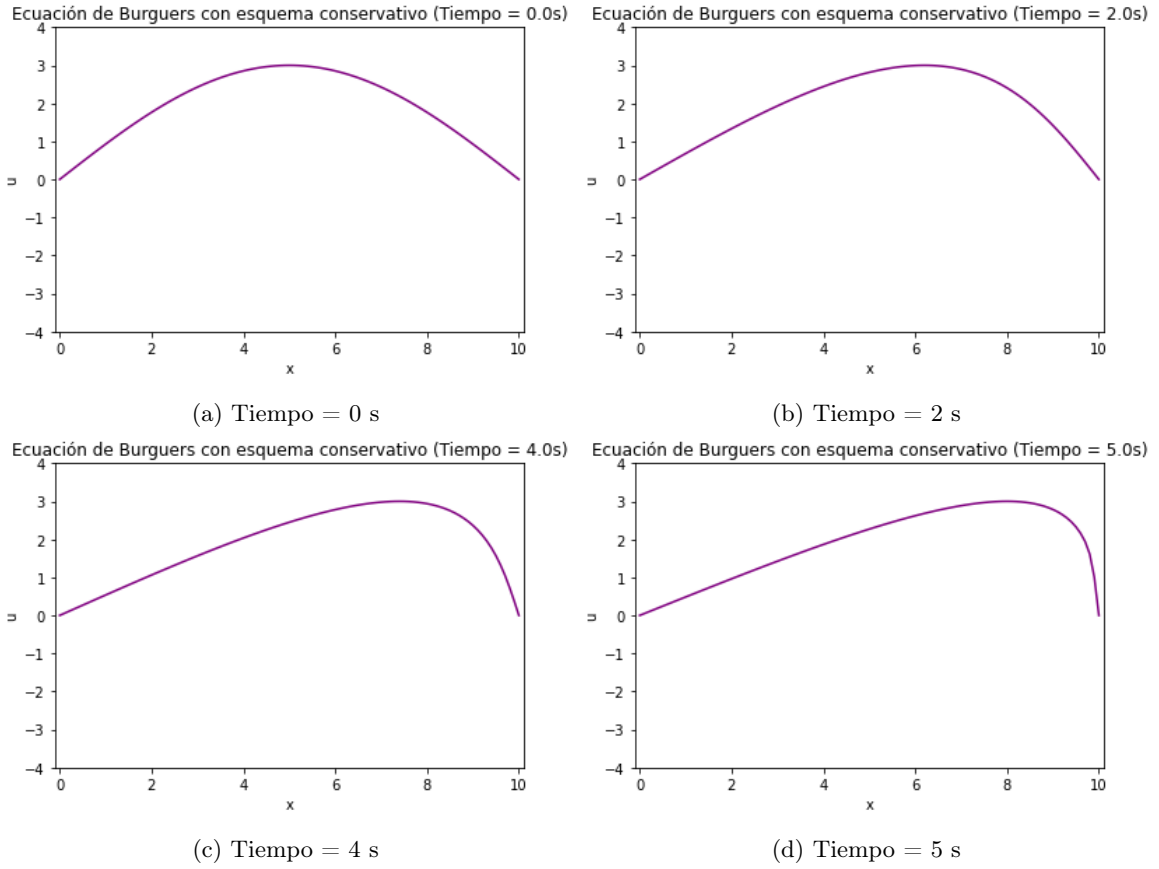 Ecuación de Burguers con esquema conservativo (Tiempo = 0.0s)
4
3
2
1
0
−1
−2
−3
−4
u
0 2 4 6 8 10
x
(a) Tiempo = 0 s
Ecuación de Burguers con esquema conservativo (Tiempo = 2.0s)
4
3
2
1
0
−1
−2
−3
−4
u
0 2 4 6 8 10
x
(b) Tiempo = 2 s
Ecuación de Burguers con esquema conservativo (Tiempo = 4.0s)
4
3
2
1
0
−1
−2
−3
−4
u
0 2 4 6 8 10
x
(c) Tiempo = 4 s
Ecuación de Burguers con esquema conservativo (Tiempo = 5.0s)
4
3
2
1
0
−1
−2
−3
−4
u
0 2 4 6 8 10
x
(d) Tiempo = 5 s